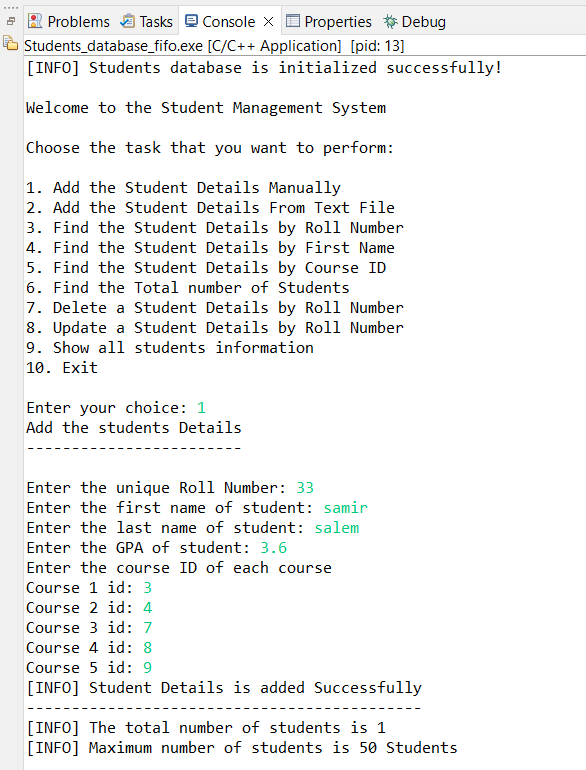 Problems Tasks Console Properties Debug
Students_database_fifo.exe [C/C++ Application] [pid: 13]
[INFO] Students database is initialized successfully!
Welcome to the Student Management System
Choose the task that you want to perform:
1. Add the Student Details Manually
2. Add the Student Details From Text File
3. Find the Student Details by Roll Number
4. Find the Student Details by First Name
5. Find the Student Details by Course ID
6. Find the Total number of Students
7. Delete a Student Details by Roll Number
8. Update a Student Details by Roll Number
9. Show all students information
10. Exit
Enter your choice: 1
Add the students Details
------------------------
Enter the unique Roll Number: 33
Enter the first name of student: samir
Enter the last name of student: salem
Enter the GPA of student: 3.6
Enter the course ID of each course
Course 1 id: 3
Course 2 id: 4
Course 3 id: 7
Course 4 id: 8
Course 5 id: 9
[INFO] Student Details is added Successfully
--------------------------------------------
[INFO] The total number of students is 1
[INFO] Maximum number of students is 50 Students